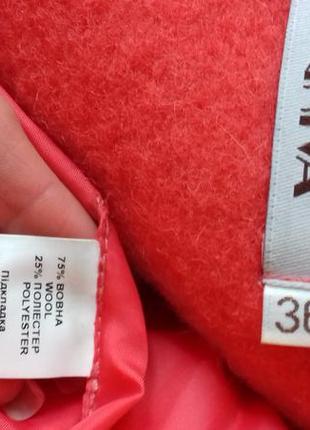 75% ВОВНА
WOOL
25% ПОЛІЕСТЕР
POLYESTER
Підкладка
36